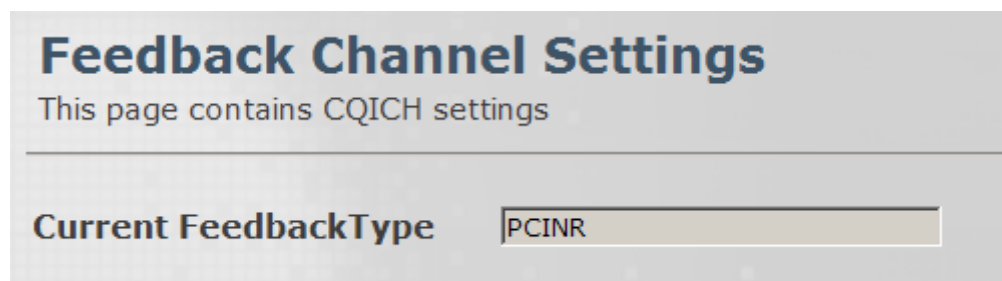 Feedback Channel Settings
This page contains CQICH settings
Current FeedbackType PCINR